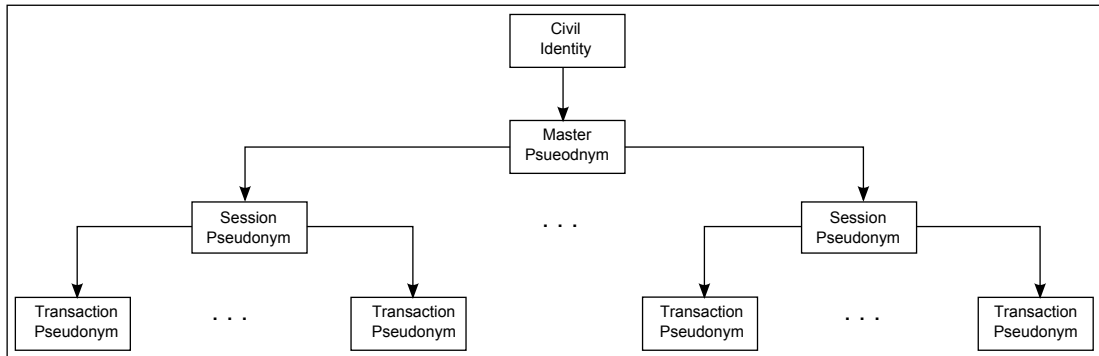 Civil
Identity
Master
Psueodnym
Session
Pseudonym
. . .
Session
Pseudonym
Transaction
Pseudonym
. . .
Transaction
Pseudonym
Transaction
Pseudonym
. . .
Transaction
Pseudonym